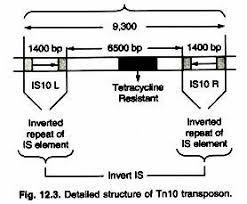 9,300
1400 bp 6500 bp 1400 bp
IS10 L Tetracycline Resistant IS10 R
Inverted repeat of IS element Inverted repeat of IS element
Invert IS
Fig. 12.3. Detailed structure of Tn10 transposon.